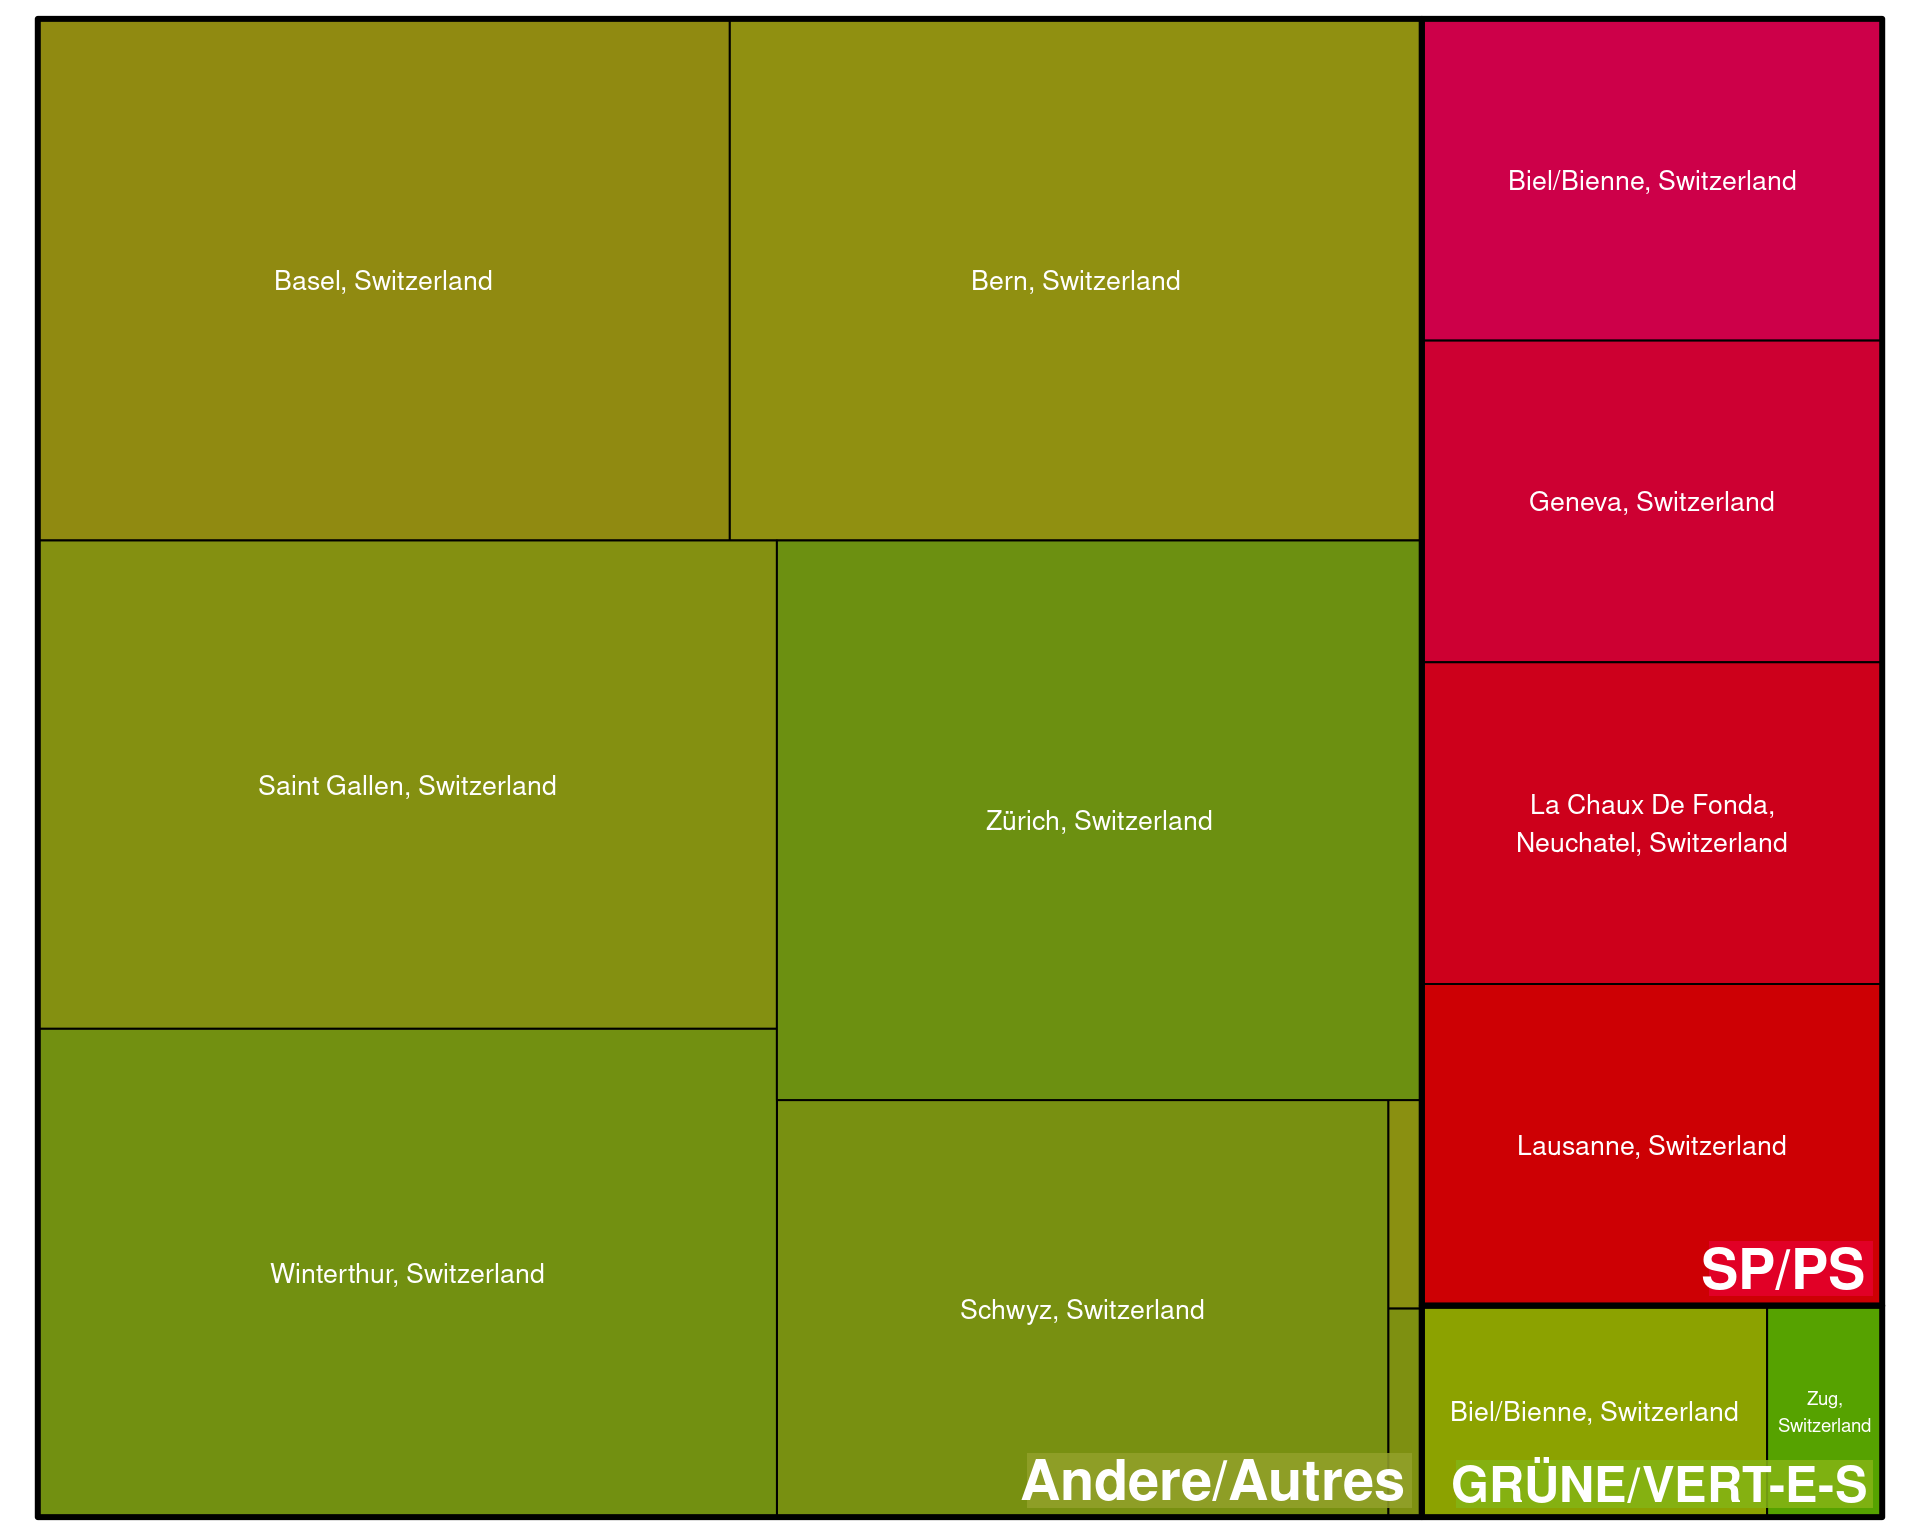 Basel, Switzerland
Bern, Switzerland
Biel/Bienne, Switzerland
Geneva, Switzerland
Saint Gallen, Switzerland
Zürich, Switzerland
La Chaux De Fonda,
Neuchatel, Switzerland
Lausanne, Switzerland
SP/PS
Winterthur, Switzerland
Schwyz, Switzerland
Andere/Autres
Biel/Bienne, Switzerland
Zug,
Switzerland
GRÜNE/VERT-E-S